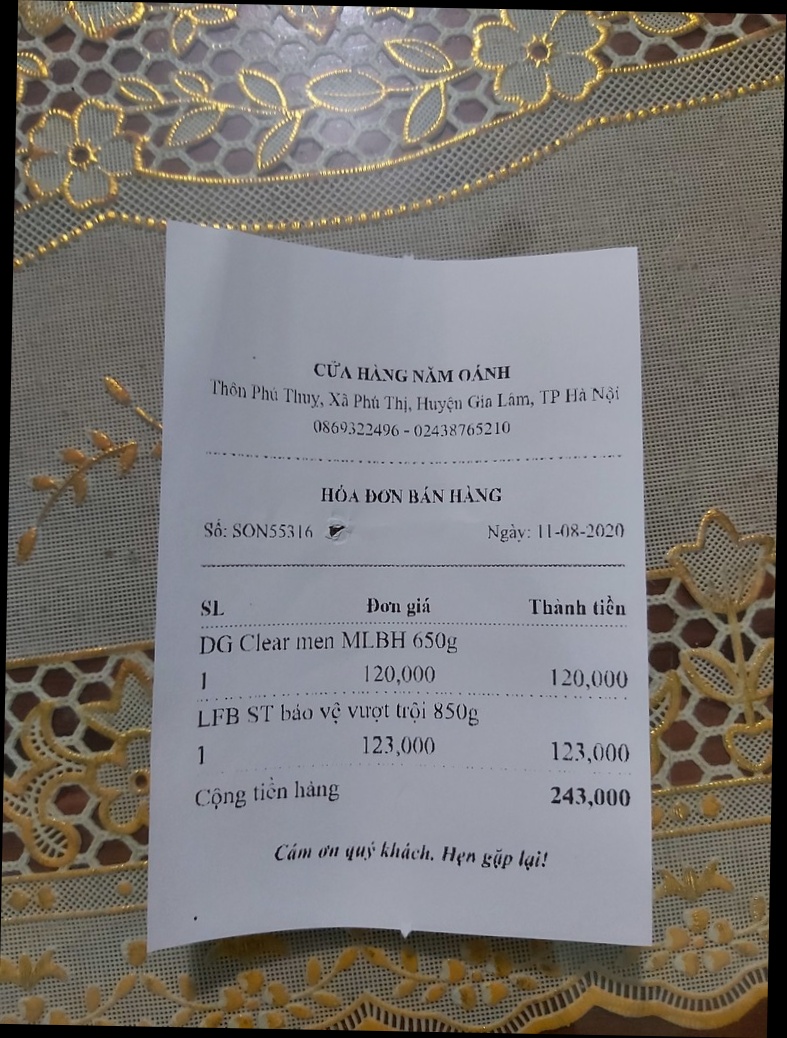 CỬA HÀNG NĂM OÁNH
Thôn Phú Thuỵ, Xã Phú Thị, Huyện Gia Lâm, TP Hà Nội
0869322496 - 02438765210
HÓA ĐƠN BÁN HÀNG
Số: SON55316 Ngày: 11-08-2020
SL Đơn giá Thành tiền
DG Clear men MLBH 650g
1 120,000 120,000
LFB ST bảo vệ vượt trội 850g
1 123,000 123,000
Cộng tiền hàng 243,000
Cám ơn quý khách. Hẹn gặp lại!